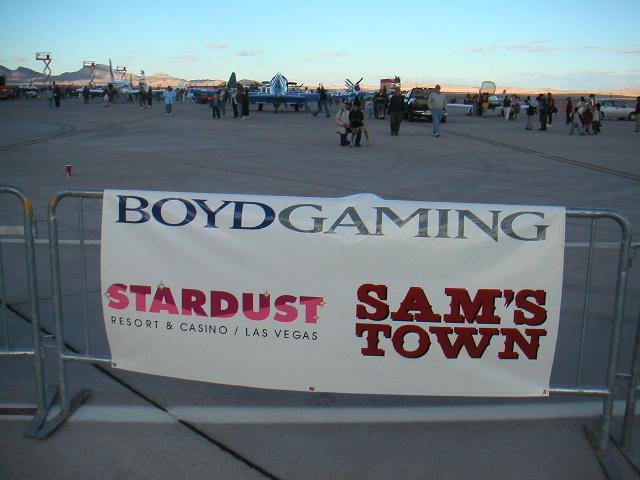 BOYDGAMING
STARDUST
RESORT & CASINO / LAS VEGAS
SAM'S
TOWN